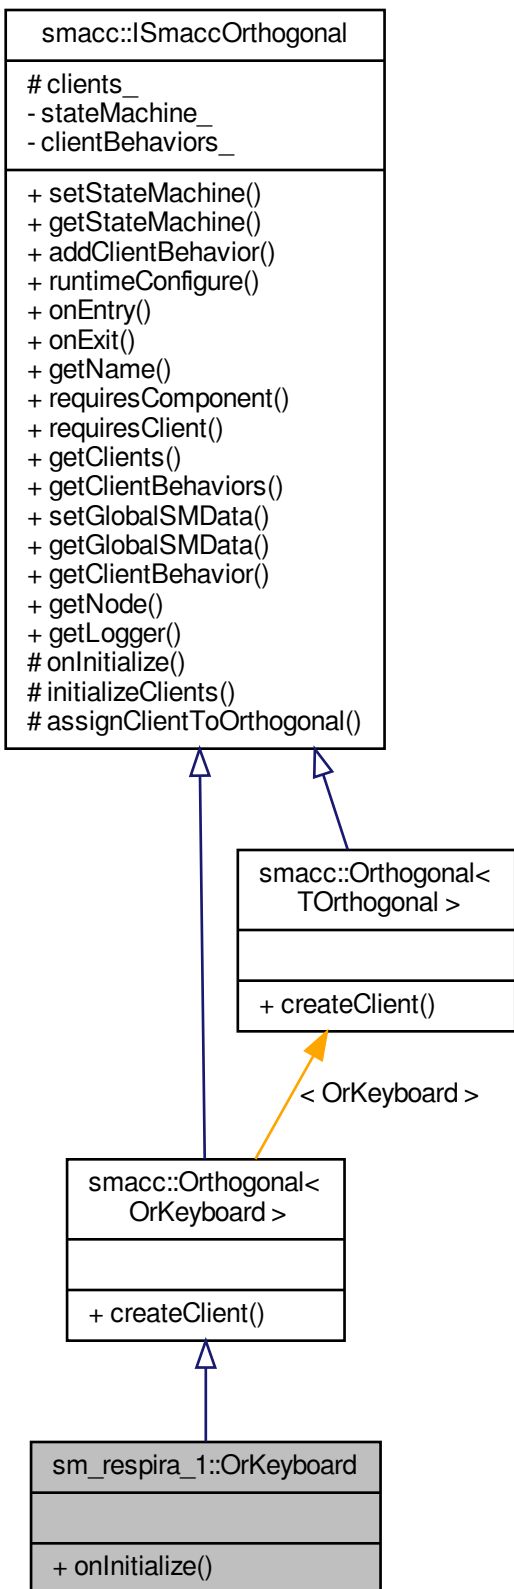 smacc::ISmaccOrthogonal
# clients_
- stateMachine_
- clientBehaviors_
+ setStateMachine()
+ getStateMachine()
+ addClientBehavior()
+ runtimeConfigure()
+ onEntry()
+ onExit()
+ getName()
+ requiresComponent()
+ requiresClient()
+ getClients()
+ getClientBehaviors()
+ setGlobalSMData()
+ getGlobalSMData()
+ getClientBehavior()
+ getNode()
+ getLogger()
# onInitialize()
# initializeClients()
# assignClientToOrthogonal()
smacc::Orthogonal<
TOrthogonal >
+ createClient()
< OrKeyboard >
smacc::Orthogonal<
OrKeyboard >
+ createClient()
sm_respira_1::OrKeyboard
+ onInitialize()